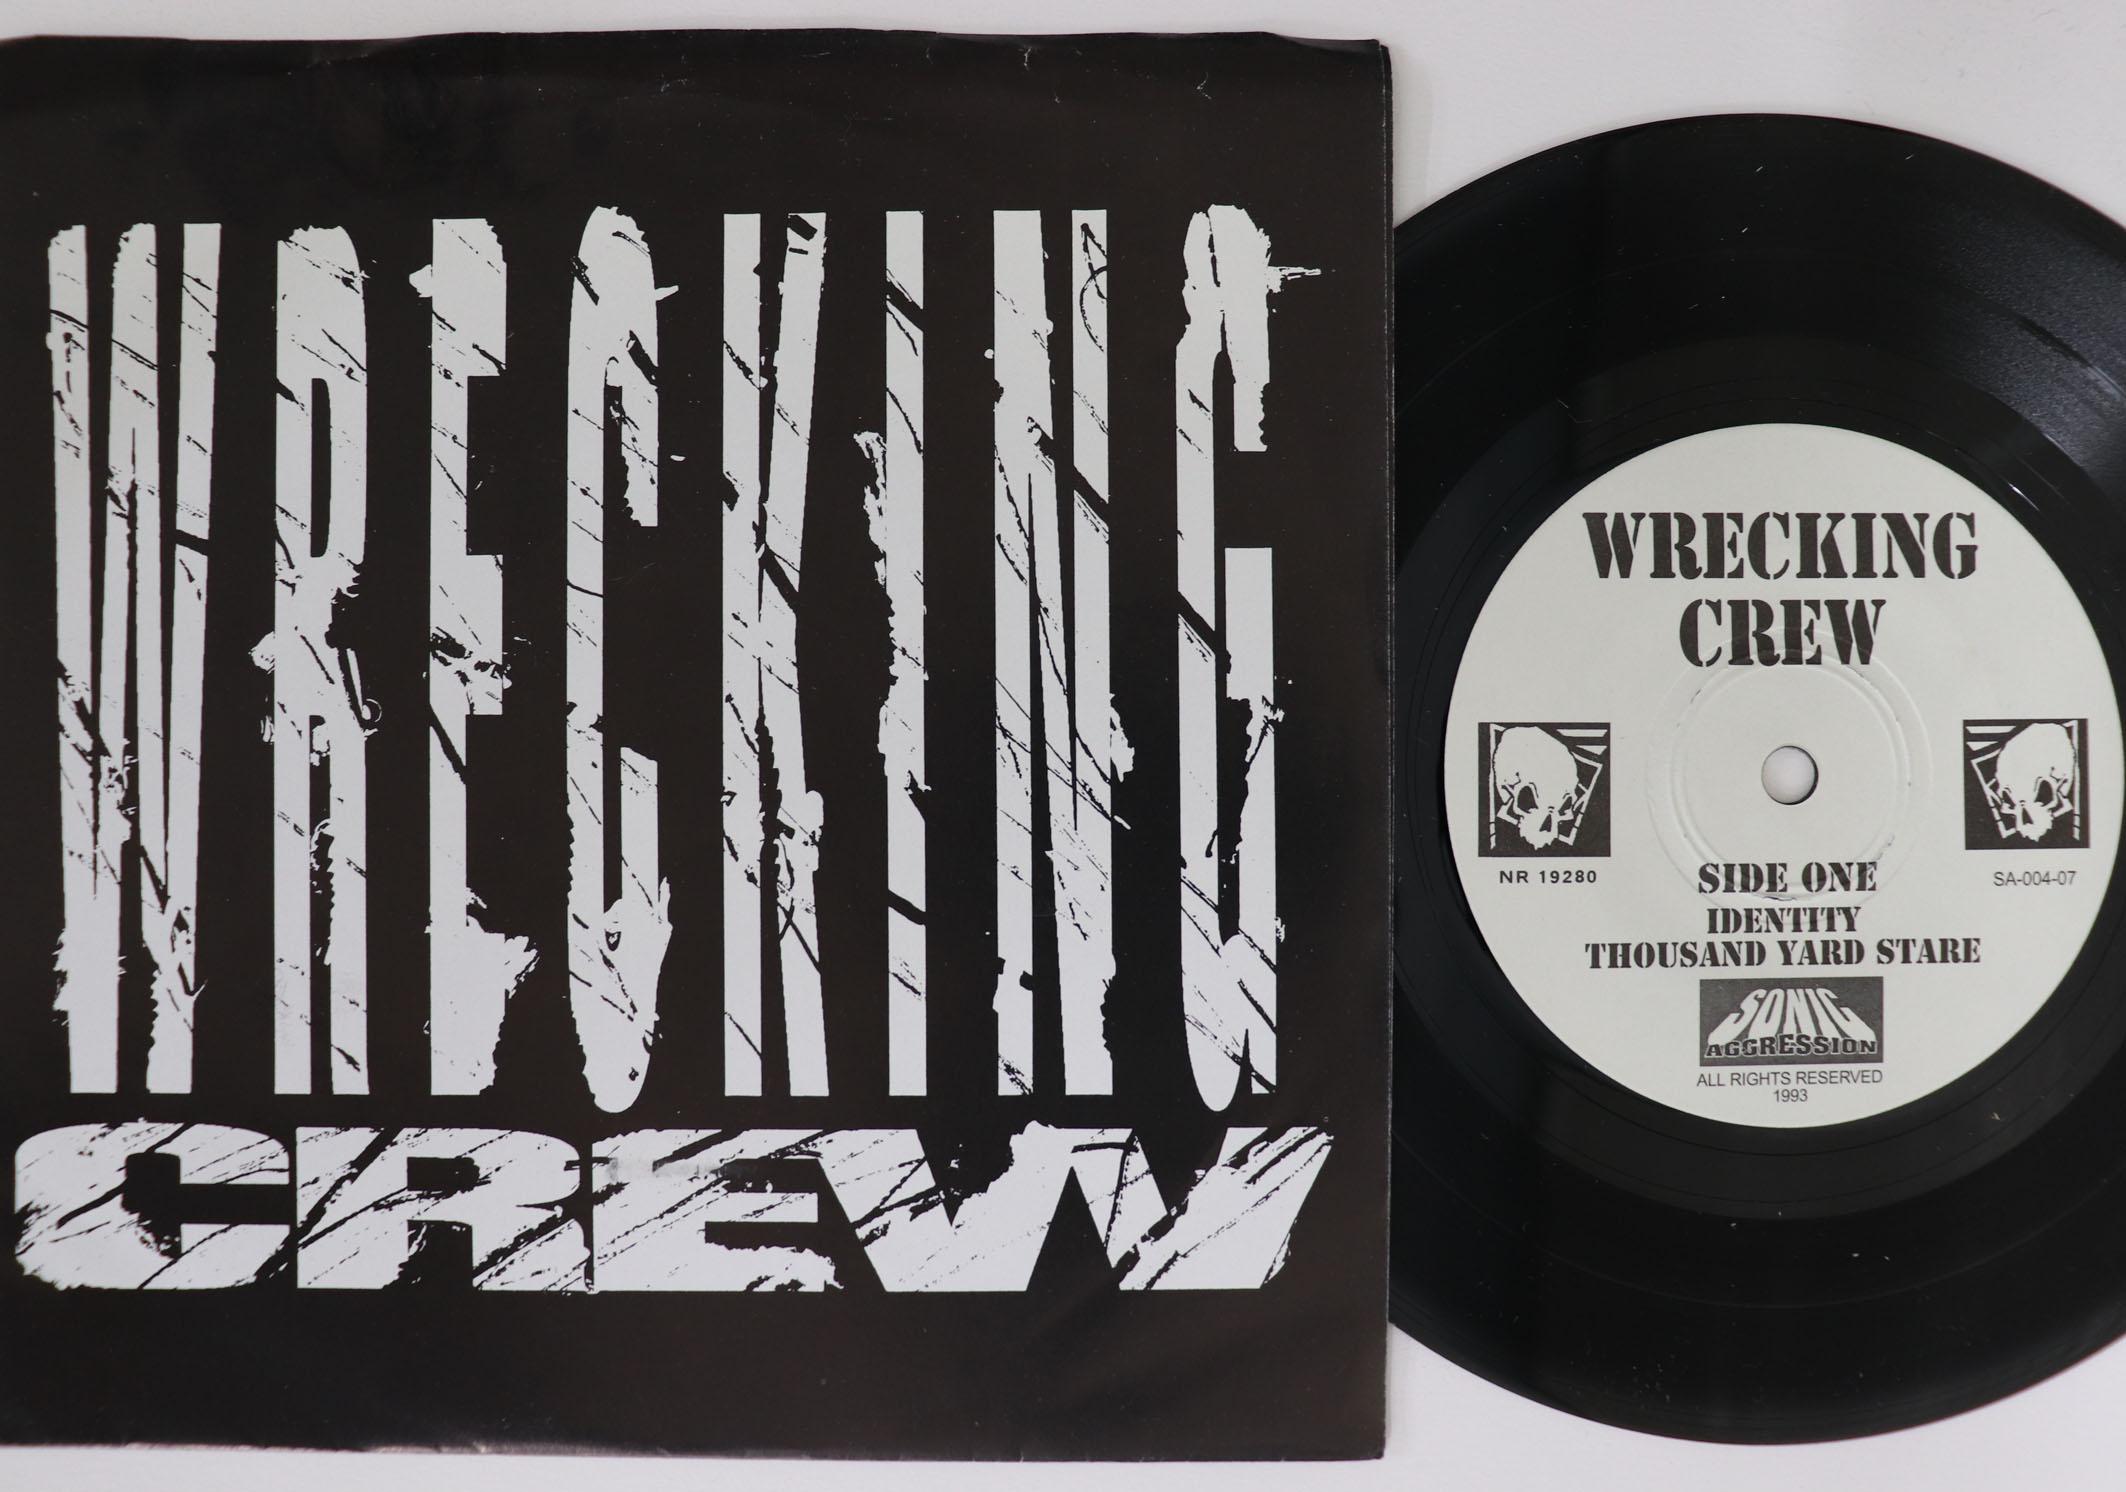 WRECKING
CREW
WRECKING
CREW
NR 19280
SA-004-07
SIDE ONE
IDENTITY
THOUSAND YARD STARE
SONIC
AGGRESSION
ALL RIGHTS RESERVED
1993